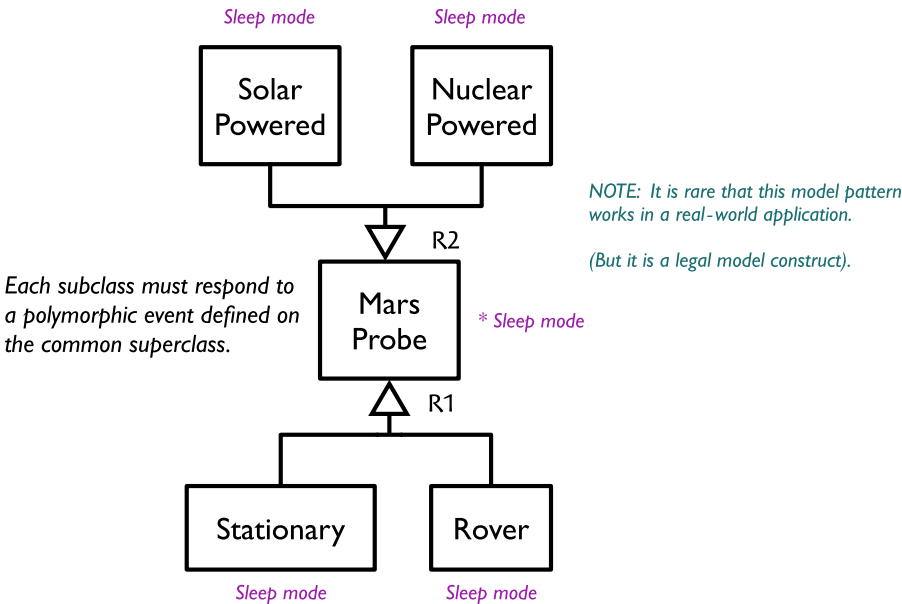 Sleep mode
Sleep mode
Solar
Powered
Nuclear
Powered
NOTE: It is rare that this model pattern
works in a real-world application.
(But it is a legal model construct).
R2
Each subclass must respond to
a polymorphic event defined on
the common superclass.
Mars
Probe
* Sleep mode
R1
Stationary
Rover
Sleep mode
Sleep mode